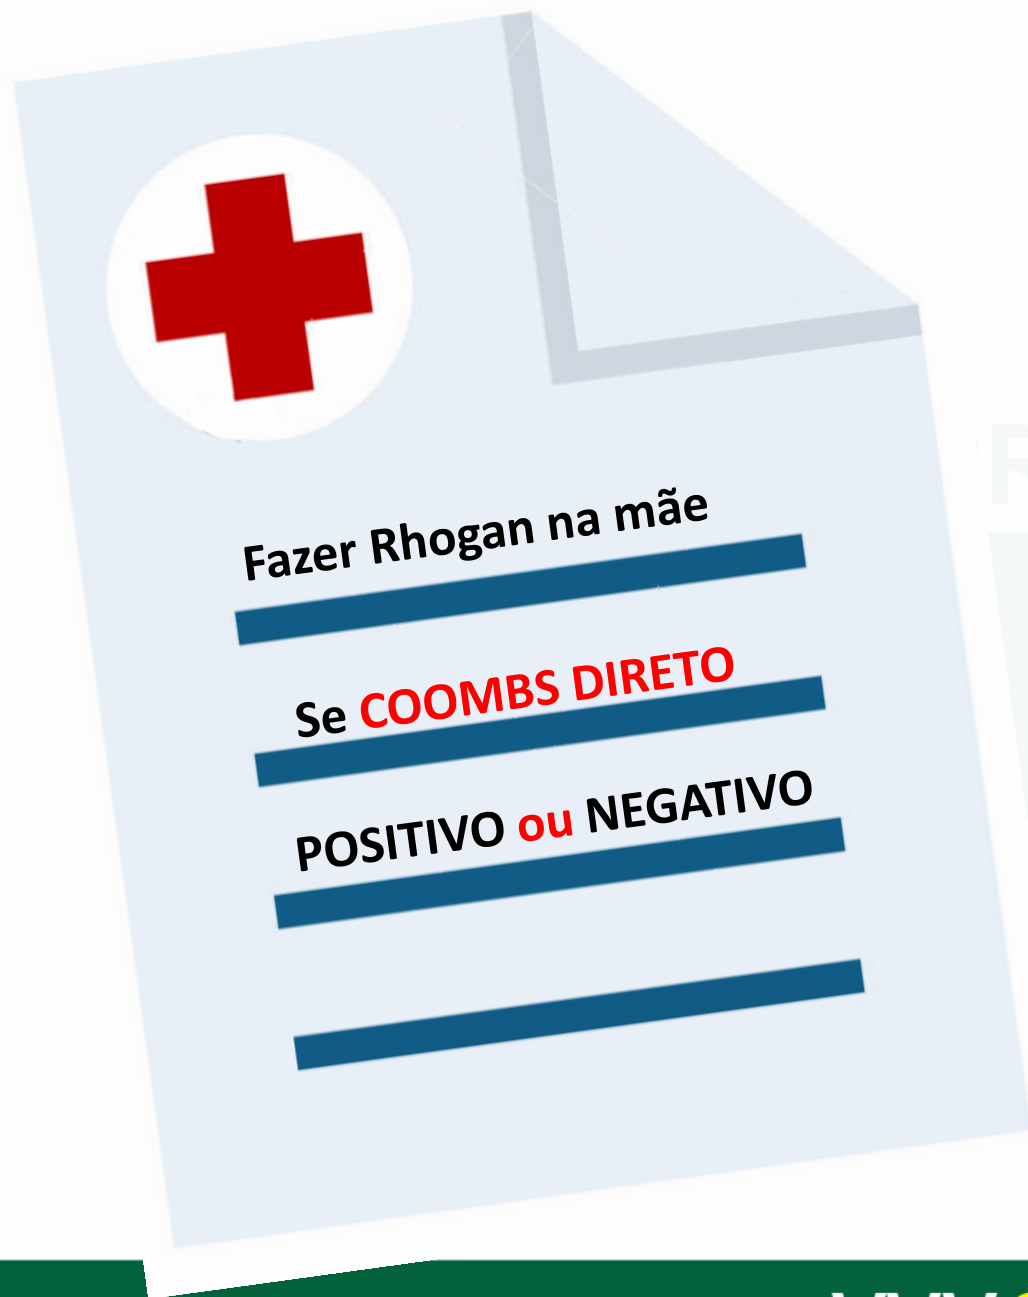 Fazer Rhogan na mãe
Se COOMBS DIRETO
POSITIVO ou NEGATIVO